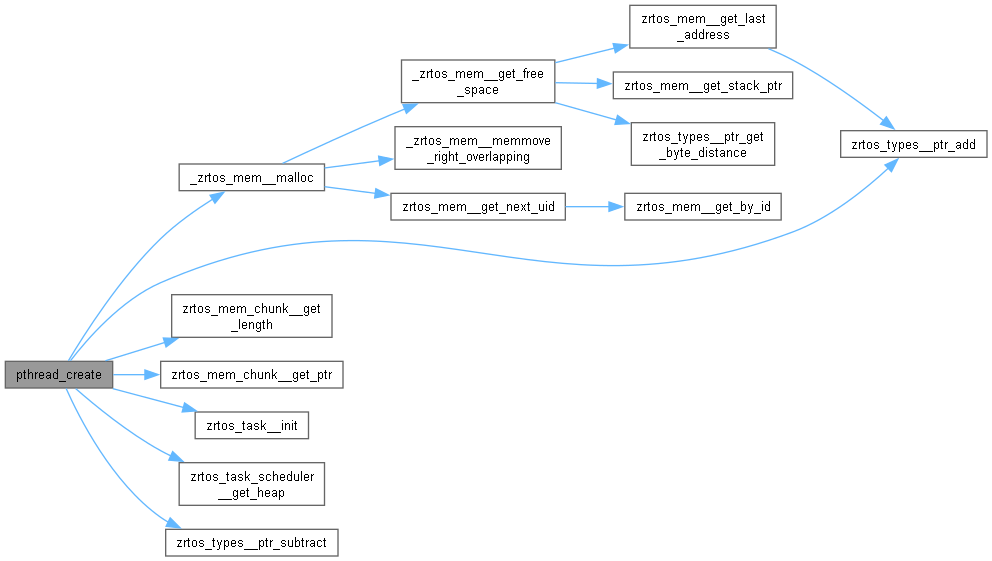 zrtos_mem__get_last
_address
_zrtos_mem__get_free
_space
zrtos_mem__get_stack_ptr
zrtos_types__ptr_get
_byte_distance
zrtos_types__ptr_add
_zrtos_mem__memmove
_right_overlapping
_zrtos_mem__malloc
zrtos_mem__get_next_uid
zrtos_mem__get_by_id
zrtos_mem_chunk__get
_length
pthread_create
zrtos_mem_chunk__get_ptr
zrtos_task__init
zrtos_task_scheduler
__get_heap
zrtos_types__ptr_subtract